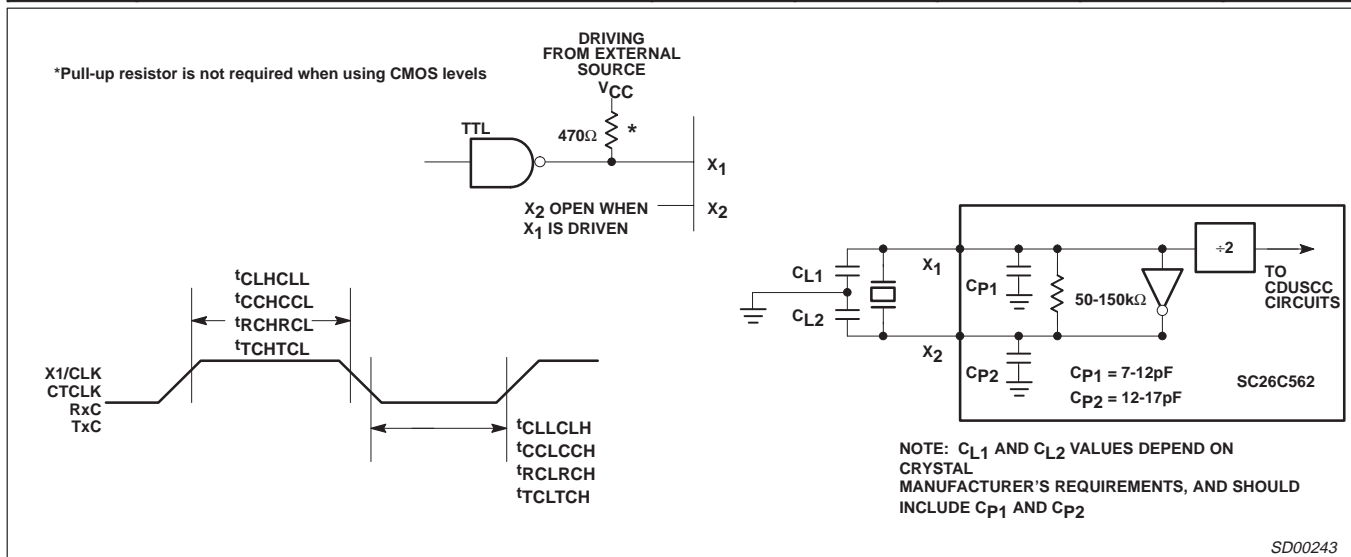 *Pull-up resistor is not required when using CMOS levels
DRIVING
FROM EXTERNAL
SOURCE
VCC
470Ω
*
TTL
X1
X2 OPEN WHEN
X1 IS DRIVEN
X2
tCLHCLL
tCCHCCL
tRCHRCL
tTCHTCL
X1/CLK
CTCLK
RxC
TxC
tCLLCLH
tCCLCCH
tRCLRCH
tTCLTCH
CL1
CL2
X1
X2
CP1
CP2
50-150kΩ
÷2
TO
CDUSCC
CIRCUITS
CP1 = 7-12pF
CP2 = 12-17pF
SC26C562
NOTE: CL1 AND CL2 VALUES DEPEND ON
CRYSTAL
MANUFACTURER'S REQUIREMENTS, AND SHOULD
INCLUDE CP1 AND CP2
SD00243